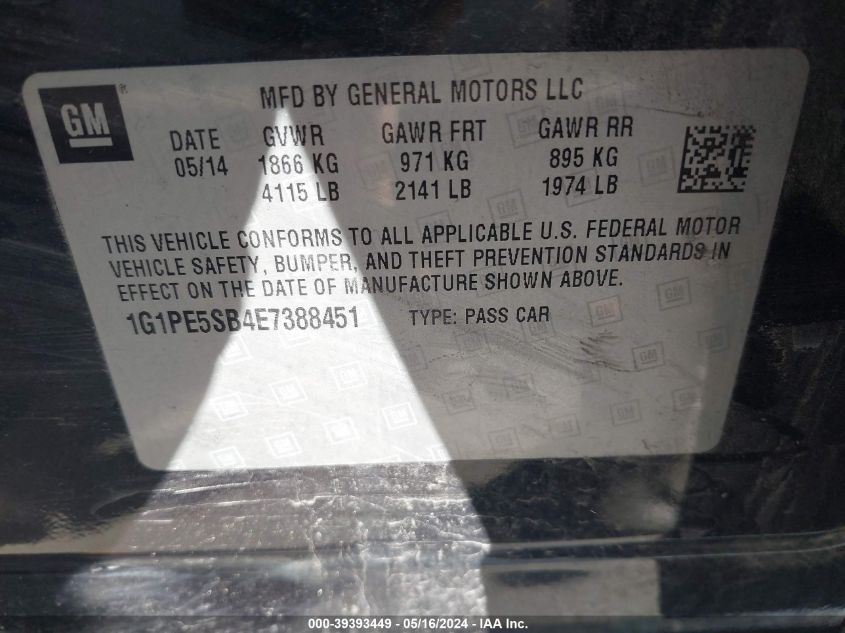 GM
MFD BY GENERAL MOTORS LLC
DATE GVWR GAWR FRT GAWR RR
05/14 1866 KG 971 KG 895 KG
4115 LB 2141 LB 1974 LB
THIS VEHICLE CONFORMS TO ALL APPLICABLE U.S. FEDERAL MOTOR
VEHICLE SAFETY, BUMPER, AND THEFT PREVENTION STANDARDS IN
EFFECT ON THE DATE OF MANUFACTURE SHOWN ABOVE.
1G1PE5SB4E7388451 TYPE: PASS CAR
000-39393449 - 05/16/2024 - IAA Inc.